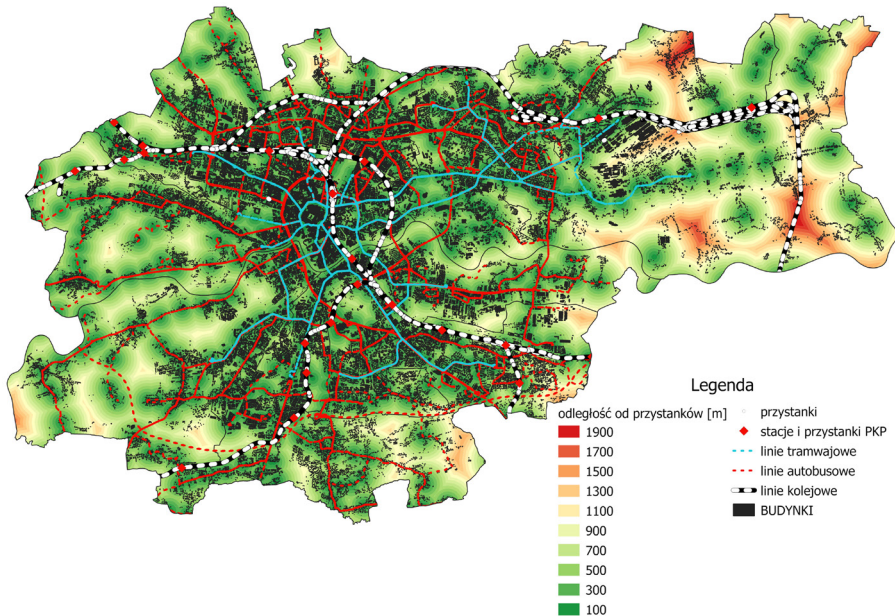 Legenda
odległość od przystanków [m]
1900
1700
1500
1300
1100
900
700
500
300
100
przystanki
stacje i przystanki PKP
linie tramwajowe
linie autobusowe
linie kolejowe
BUDYNKI